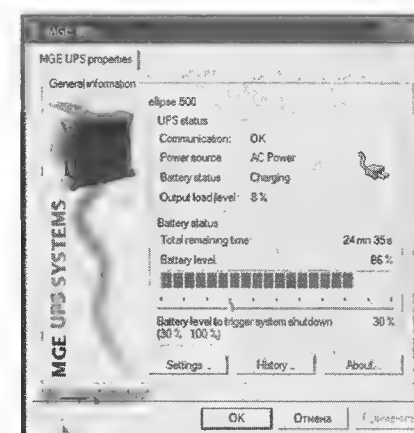 MGE
MGE UPS properties
General information
ellipse 500
UPS status
Communication: OK
Power source AC Power
Battery status Charging
Output load level: 8 %
Battery status
Total remaining time: 24 mn 35 s
Battery level: 86 %
Battery level to trigger system shutdown 30 %
(30 % 100 %)
Settings... History... About...
MGE UPS SYSTEMS
OK Отмена